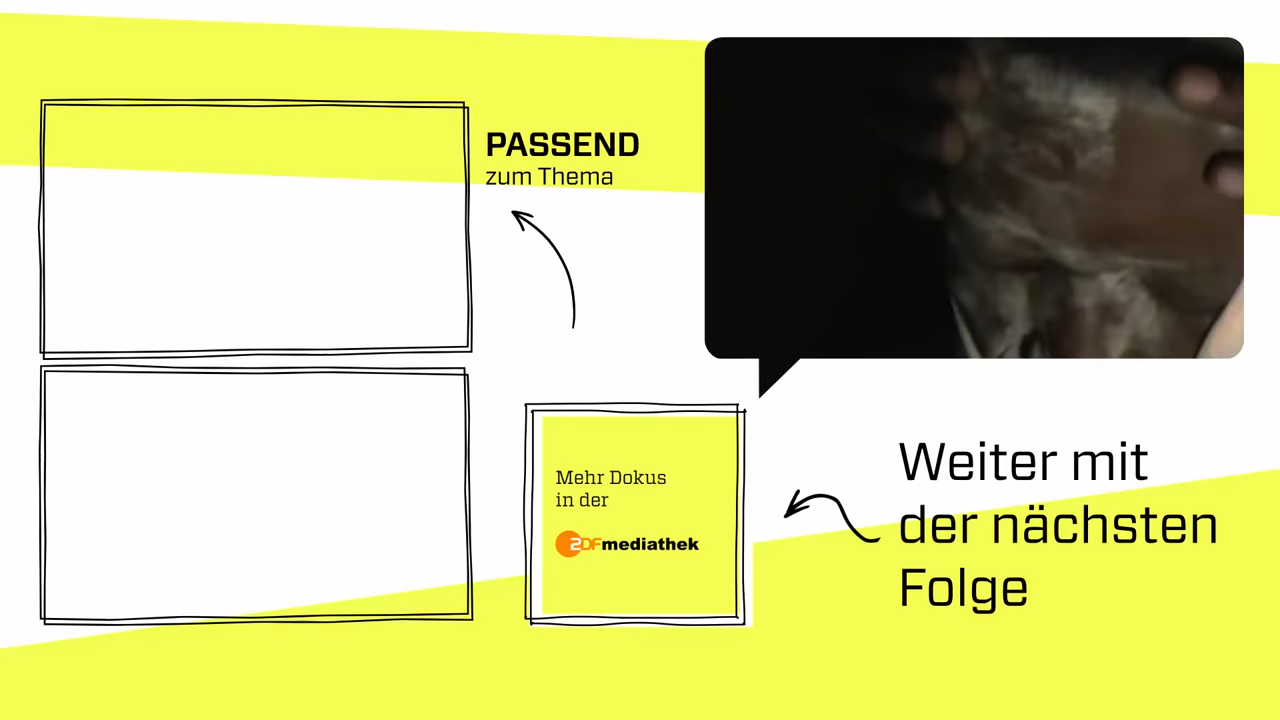 PASSEND
zum Thema
Mehr Dokus
in der
ZDFmediathek
Weiter mit
der nächsten
Folge